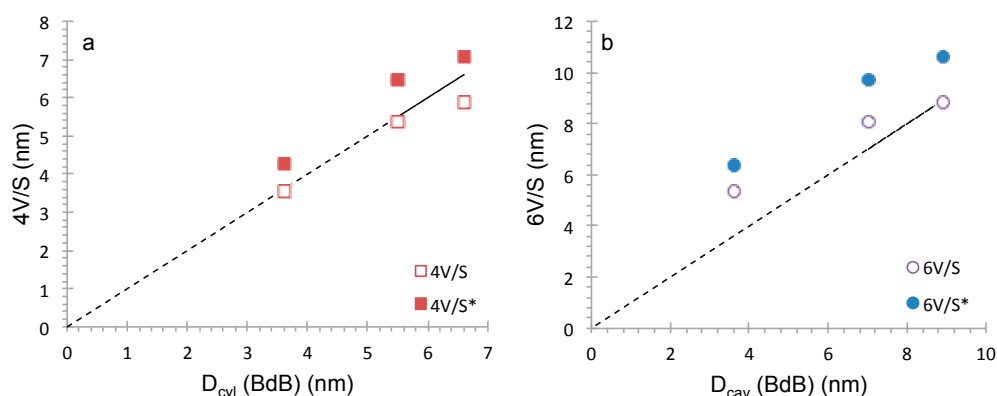 a
4V/S (nm)
8
7
6
5
4
3
2
1
0
0 1 2 3 4 5 6 7
D_cyl (BdB) (nm)
4V/S
4V/S*
b
6V/S (nm)
12
10
8
6
4
2
0
0 2 4 6 8 10
D_cav (BdB) (nm)
6V/S
6V/S*